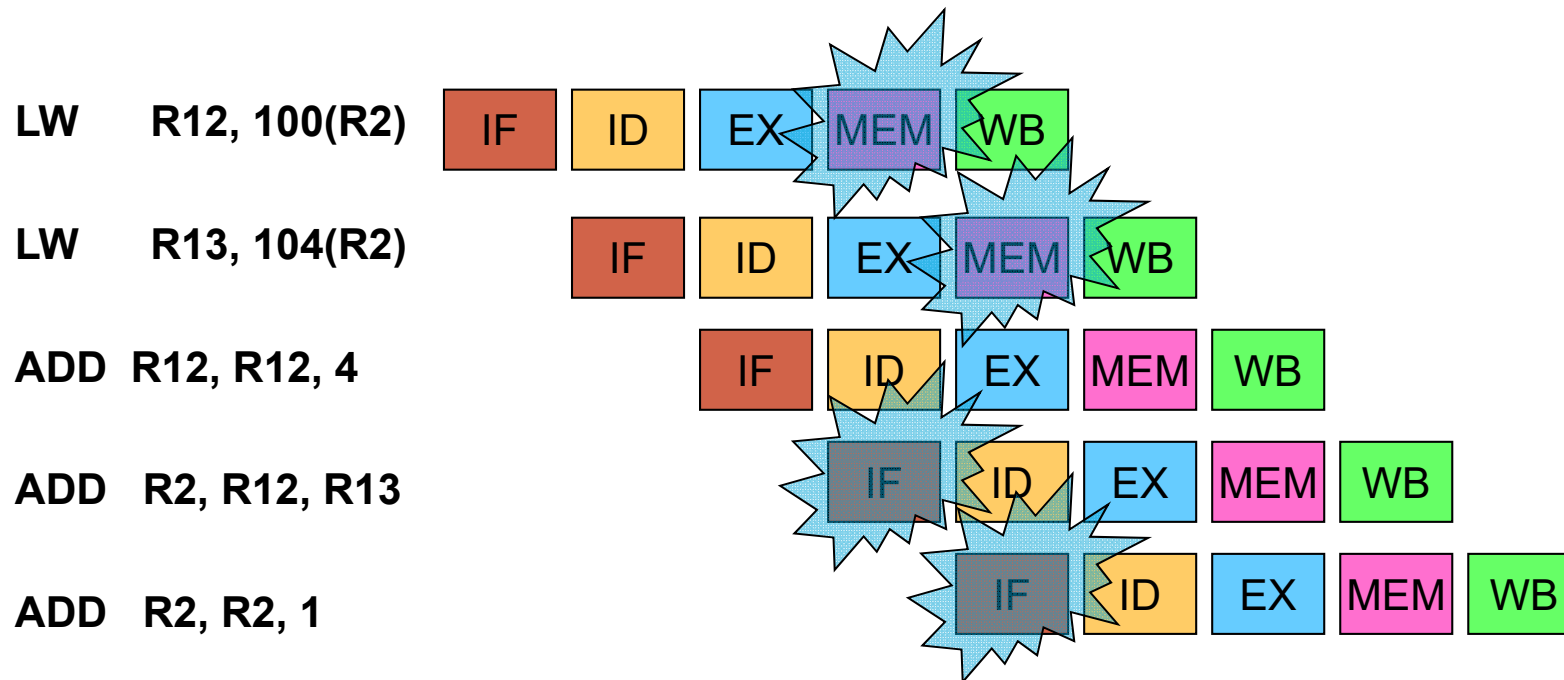 LW R12, 100(R2) IF ID EX MEM WB
LW R13, 104(R2) IF ID EX MEM WB
ADD R12, R12, 4 IF ID EX MEM WB
ADD R2, R12, R13 IF ID EX MEM WB
ADD R2, R2, 1 IF ID EX MEM WB